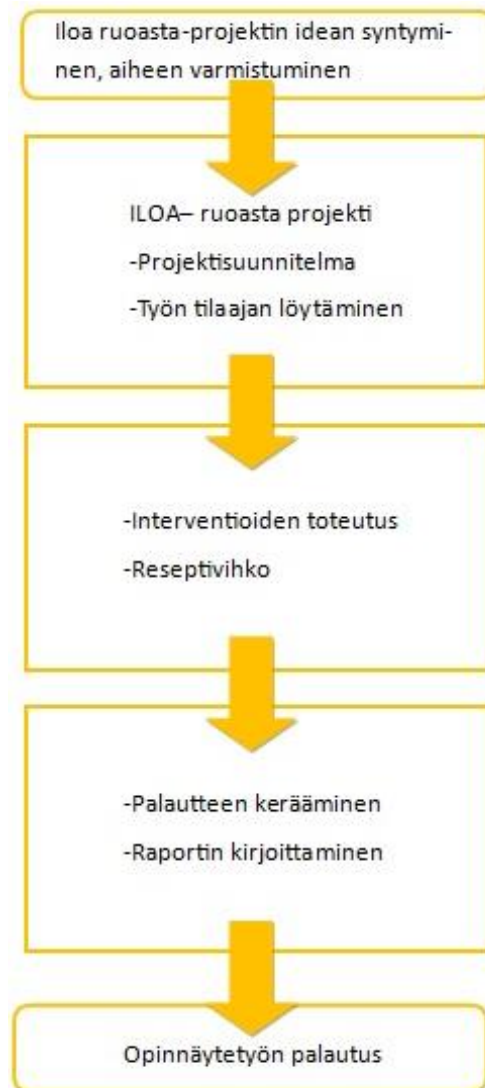 Iloa ruoasta-projektin idean syntymi-
nen, aiheen varmistuminen
ILOA– ruoasta projekti
-Projektisuunnitelma
-Työn tilaajan löytäminen
-Interventioiden toteutus
-Reseptivihko
-Palautteen kerääminen
-Raportin kirjoittaminen
Opinnäytetyön palautus